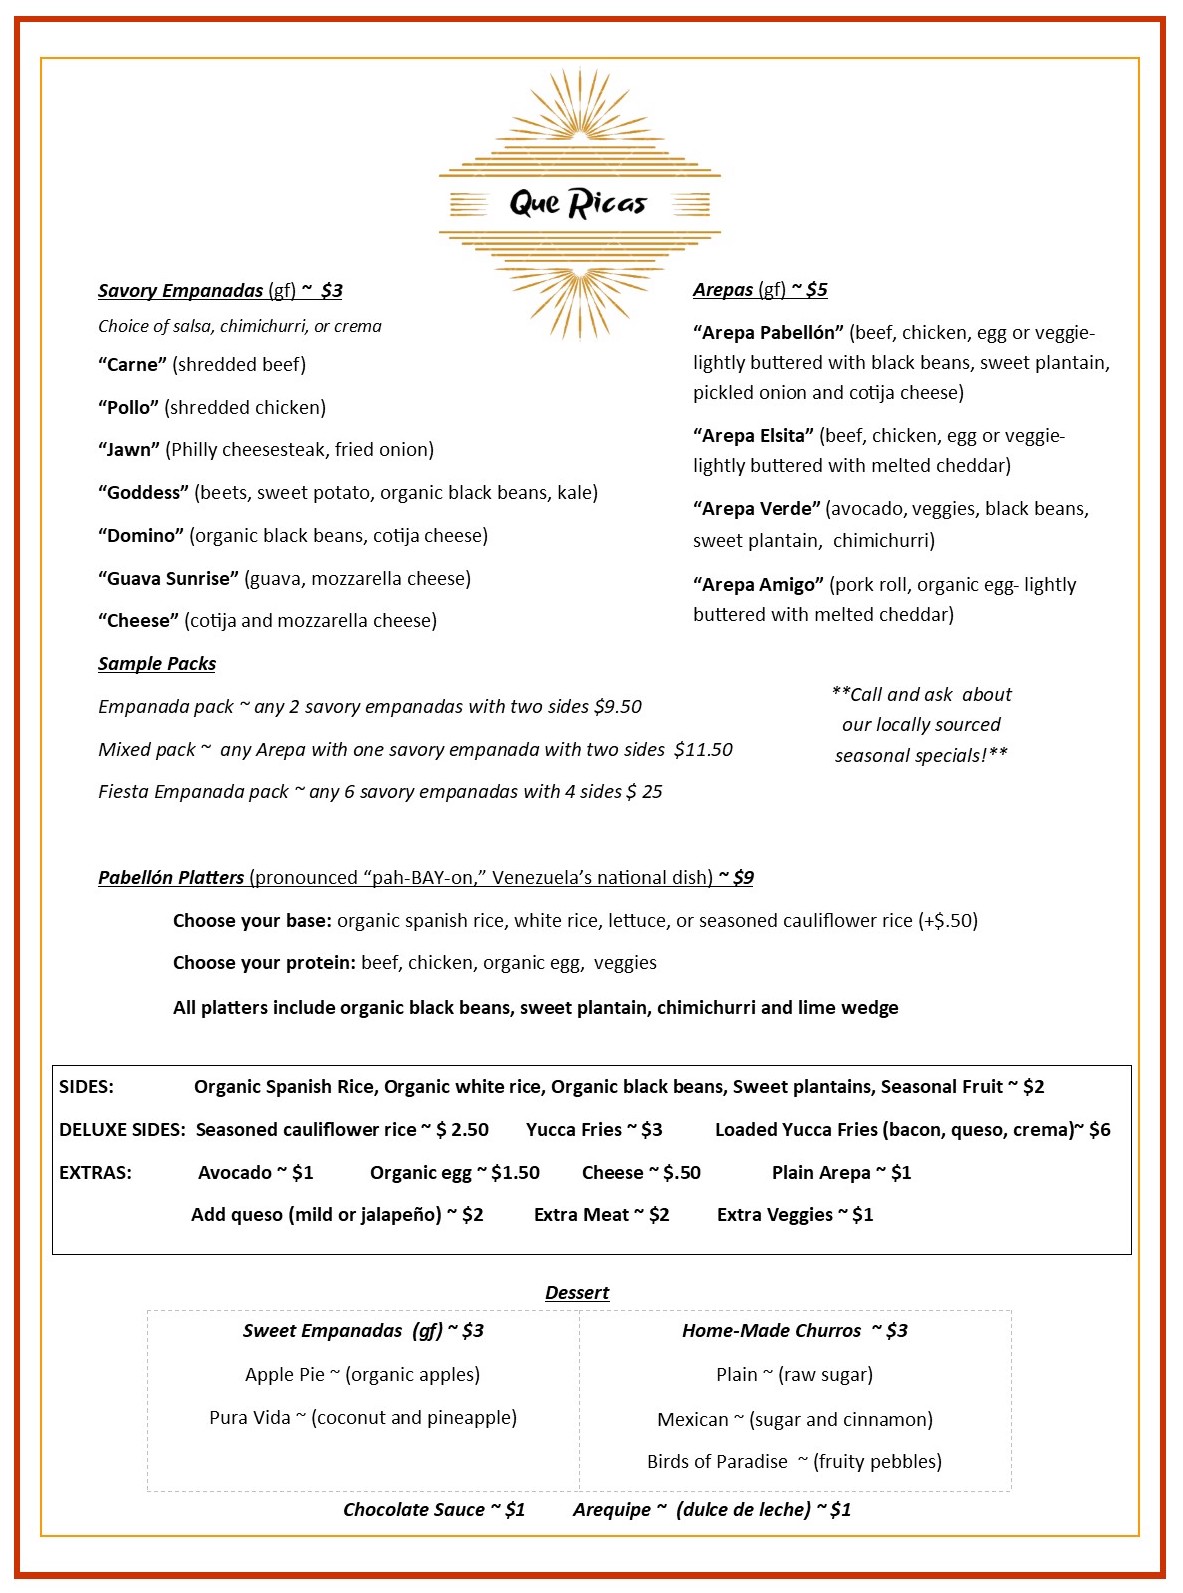 Que Ricas
Savory Empanadas (gf) ~ $3
Choice of salsa, chimichurri, or crema
“Carne” (shredded beef)
“Pollo” (shredded chicken)
“Jawn” (Philly cheesesteak, fried onion)
“Goddess” (beets, sweet potato, organic black beans, kale)
“Domino” (organic black beans, cotija cheese)
“Guava Sunrise” (guava, mozzarella cheese)
“Cheese” (cotija and mozzarella cheese)
Arepas (gf) ~ $5
“Arepa Pabellón” (beef, chicken, egg or veggie-
lightly buttered with black beans, sweet plantain,
pickled onion and cotija cheese)
“Arepa Elsita” (beef, chicken, egg or veggie-
lightly buttered with melted cheddar)
“Arepa Verde” (avocado, veggies, black beans,
sweet plantain, chimichurri)
“Arepa Amigo” (pork roll, organic egg- lightly
buttered with melted cheddar)
Sample Packs
Empanada pack ~ any 2 savory empanadas with two sides $9.50
Mixed pack ~ any Arepa with one savory empanada with two sides $11.50
Fiesta Empanada pack ~ any 6 savory empanadas with 4 sides $ 25
**Call and ask about
our locally sourced
seasonal specials!**
Pabellón Platters (pronounced “pah-BAY-on,” Venezuela’s national dish) ~ $9
Choose your base: organic spanish rice, white rice, lettuce, or seasoned cauliflower rice (+$.50)
Choose your protein: beef, chicken, organic egg, veggies
All platters include organic black beans, sweet plantain, chimichurri and lime wedge
SIDES: Organic Spanish Rice, Organic white rice, Organic black beans, Sweet plantains, Seasonal Fruit ~ $2
DELUXE SIDES: Seasoned cauliflower rice ~ $ 2.50 Yucca Fries ~ $3 Loaded Yucca Fries (bacon, queso, crema)~ $6
EXTRAS: Avocado ~ $1 Organic egg ~ $1.50 Cheese ~ $.50 Plain Arepa ~ $1
Add queso (mild or jalapeño) ~ $2 Extra Meat ~ $2 Extra Veggies ~ $1
Dessert
Sweet Empanadas (gf) ~ $3
Apple Pie ~ (organic apples)
Pura Vida ~ (coconut and pineapple)
Home-Made Churros ~ $3
Plain ~ (raw sugar)
Mexican ~ (sugar and cinnamon)
Birds of Paradise ~ (fruity pebbles)
Chocolate Sauce ~ $1 Arequipe ~ (dulce de leche) ~ $1